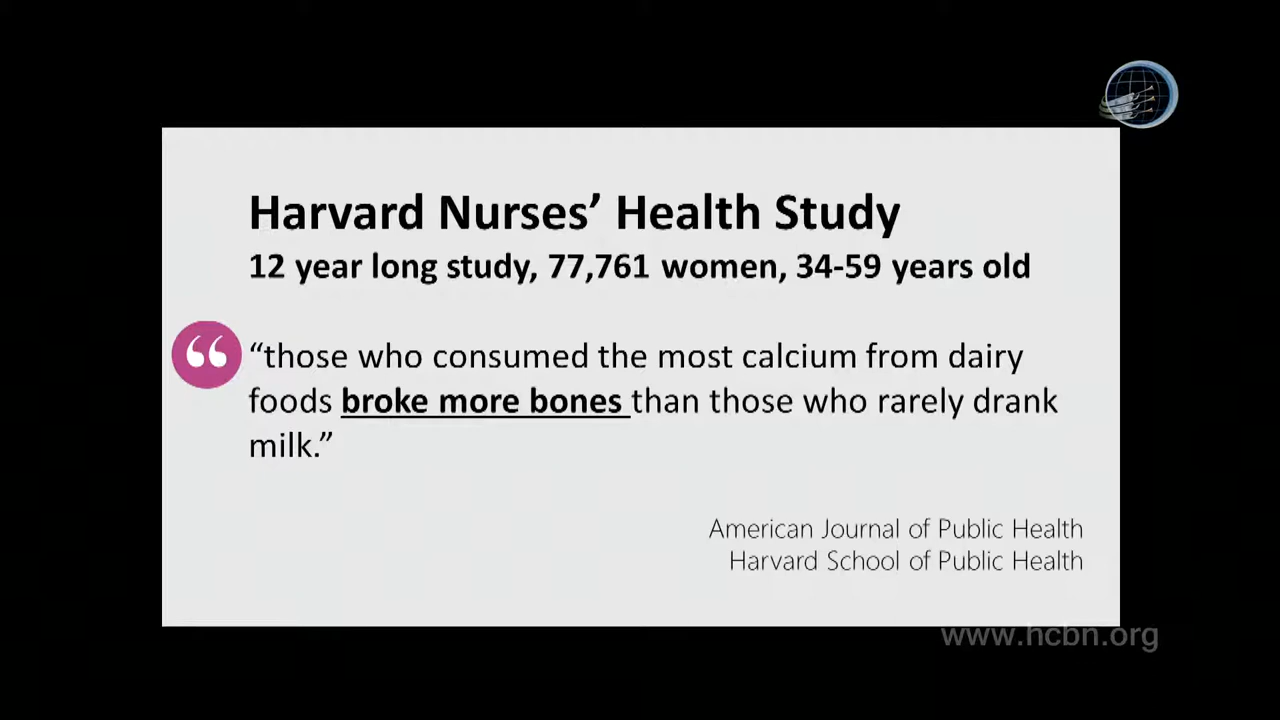 Harvard Nurses’ Health Study
12 year long study, 77,761 women, 34-59 years old
“those who consumed the most calcium from dairy
foods broke more bones than those who rarely drank
milk.”
American Journal of Public Health
Harvard School of Public Health
www.hcbn.org